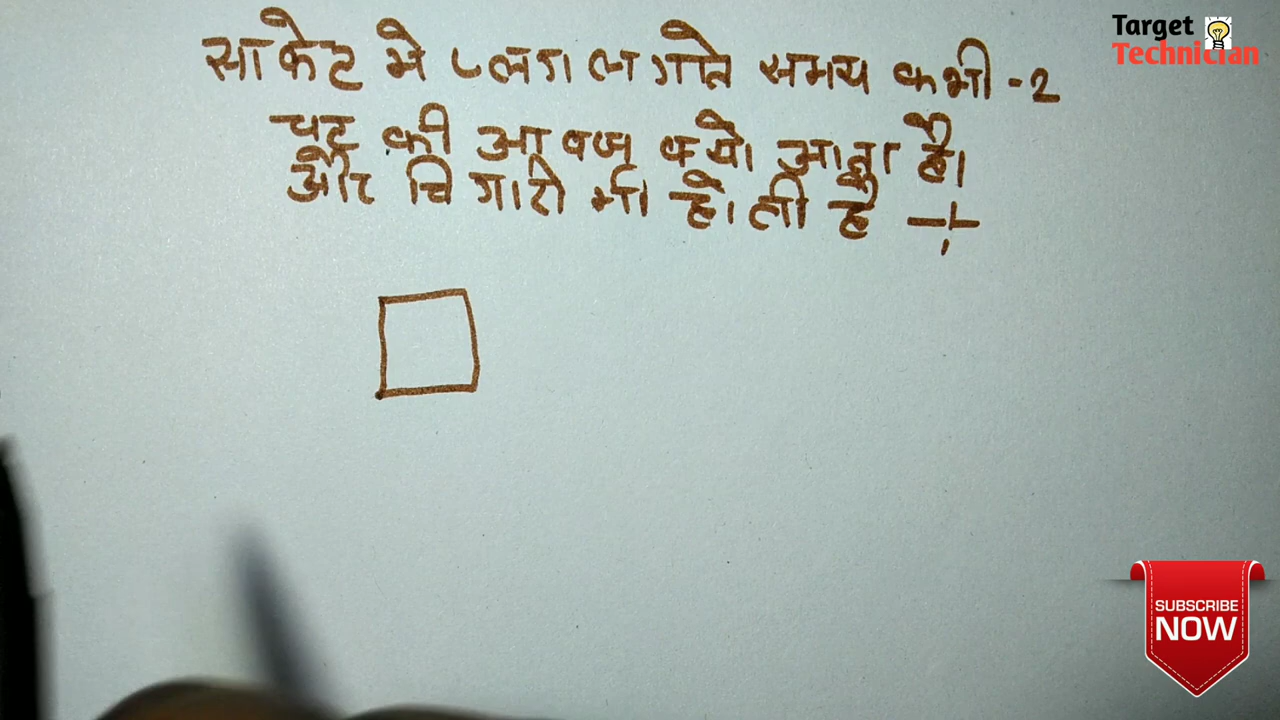 साकेट मे प्लग लगाते समय कभी-2
चट की आवाज क्यो आता है।
और चिगारी भी होती है ÷
Target
Technician
SUBSCRIBE
NOW